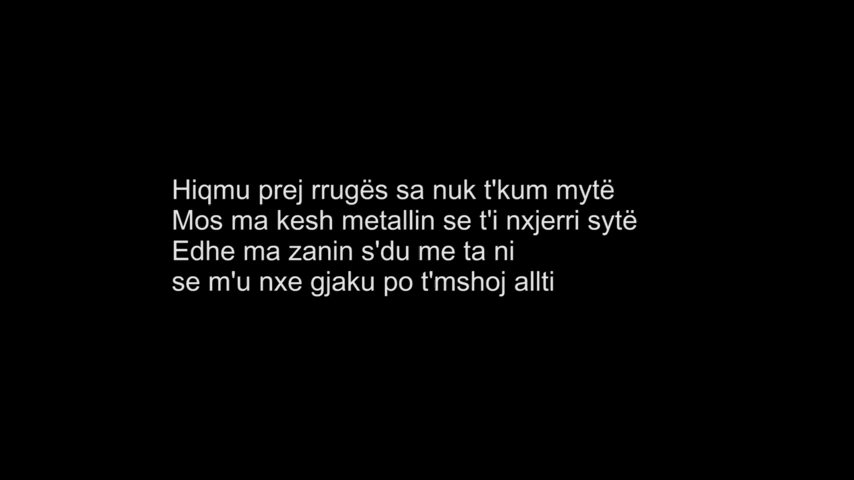 Hiqmu prej rrugës sa nuk t'kum mytë
Mos ma kesh metallin se t'i nxjerri sytë
Edhe ma zanin s'du me ta ni
se m'u nxe gjaku po t'mshoj allti